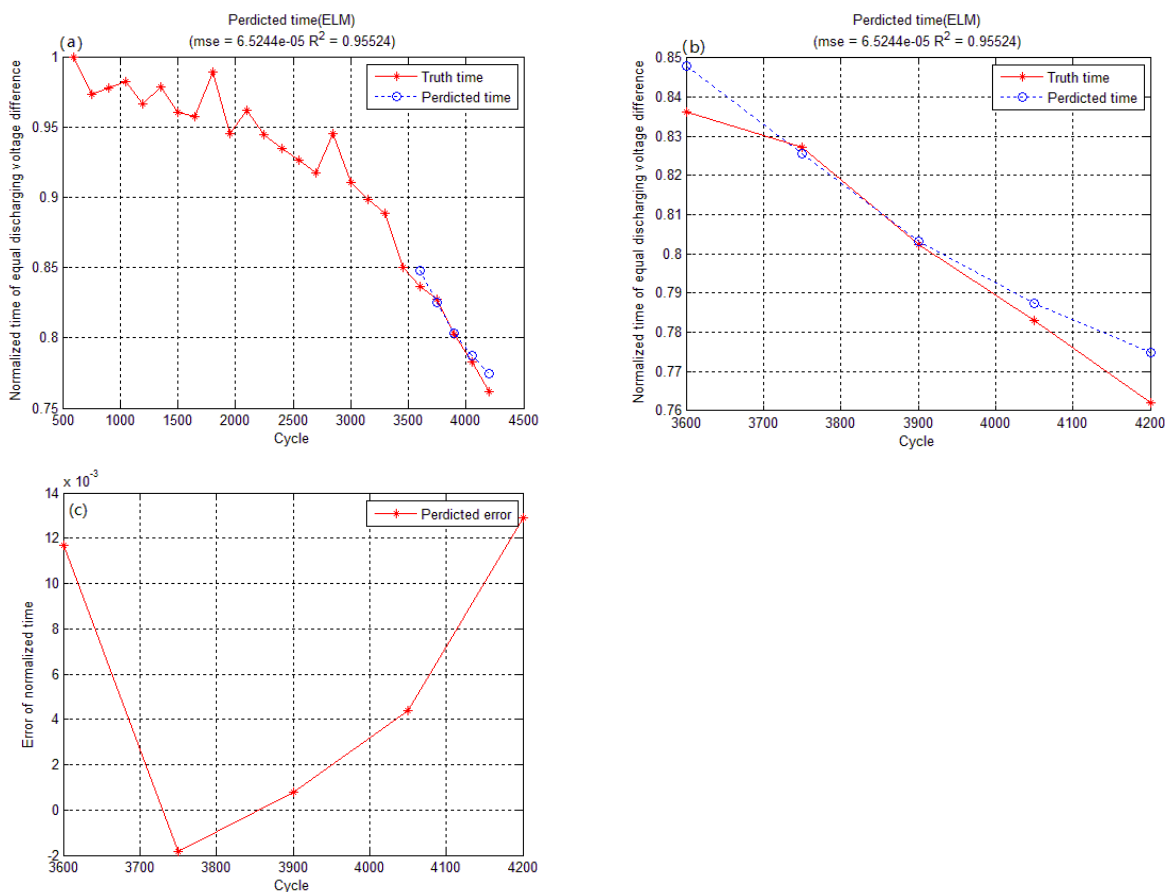 Perdicted time(ELM)
(mse = 6.5244e-05 R² = 0.95524)
(a)
Truth time
Perdicted time
Normalized time of equal discharging voltage difference
1
0.95
0.9
0.85
0.8
0.75
500 1000 1500 2000 2500 3000 3500 4000 4500
Cycle
Perdicted time(ELM)
(mse = 6.5244e-05 R² = 0.95524)
(b)
Truth time
Perdicted time
Normalized time of equal discharging voltage difference
0.85
0.84
0.83
0.82
0.81
0.8
0.79
0.78
0.77
0.76
3600 3700 3800 3900 4000 4100 4200
Cycle
x 10⁻³
(c)
Perdicted error
Error of normalized time
14
12
10
8
6
4
2
0
-2
3600 3700 3800 3900 4000 4100 4200
Cycle